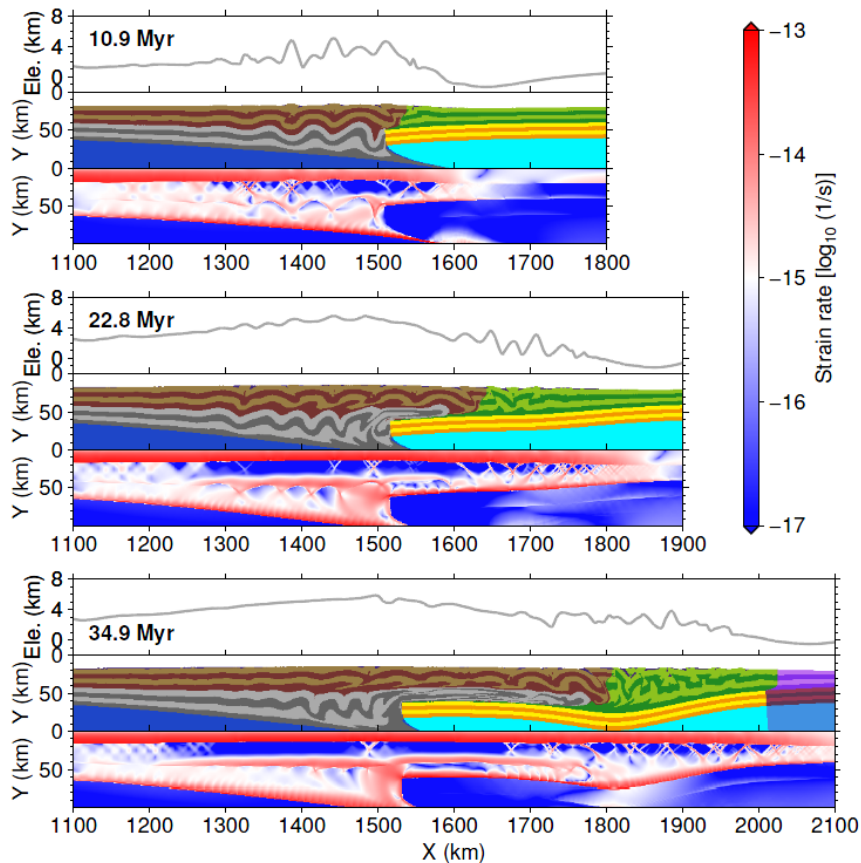 10.9 Myr
Ele. (km)
8
4
0
Y (km)
50
0
Y (km)
50
1100 1200 1300 1400 1500 1600 1700 1800
22.8 Myr
Ele. (km)
8
4
0
Y (km)
50
0
Y (km)
50
1100 1200 1300 1400 1500 1600 1700 1800 1900
34.9 Myr
Ele. (km)
8
4
0
Y (km)
50
0
Y (km)
50
1100 1200 1300 1400 1500 1600 1700 1800 1900 2000 2100
X (km)
−13
−14
−15
−16
−17
Strain rate [log10 (1/s)]